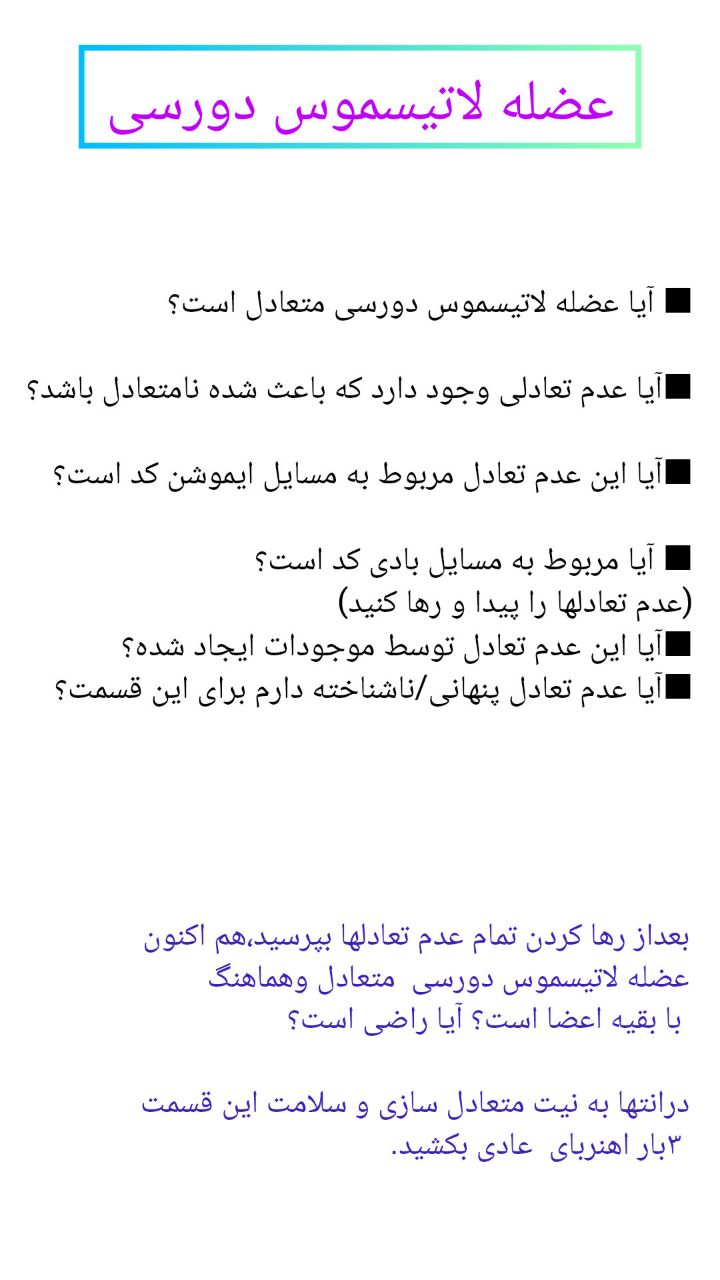 عضله لاتیسموس دورسی
■ آیا عضله لاتیسموس دورسی متعادل است؟
■آیا عدم تعادلی وجود دارد که باعث شده نامتعادل باشد؟
■آیا این عدم تعادل مربوط به مسایل ایموشن کد است؟
■ آیا مربوط به مسایل بادی کد است؟
(عدم تعادلها را پیدا و رها کنید)
■آیا این عدم تعادل توسط موجودات ایجاد شده؟
■آیا عدم تعادل پنهانی/ناشناخته دارم برای این قسمت؟
بعداز رها کردن تمام عدم تعادلها بپرسید،هم اکنون
عضله لاتیسموس دورسی متعادل وهماهنگ
با بقیه اعضا است؟ آیا راضی است؟
درانتها به نیت متعادل سازی و سلامت این قسمت
۳بار اهنربای عادی بکشید.